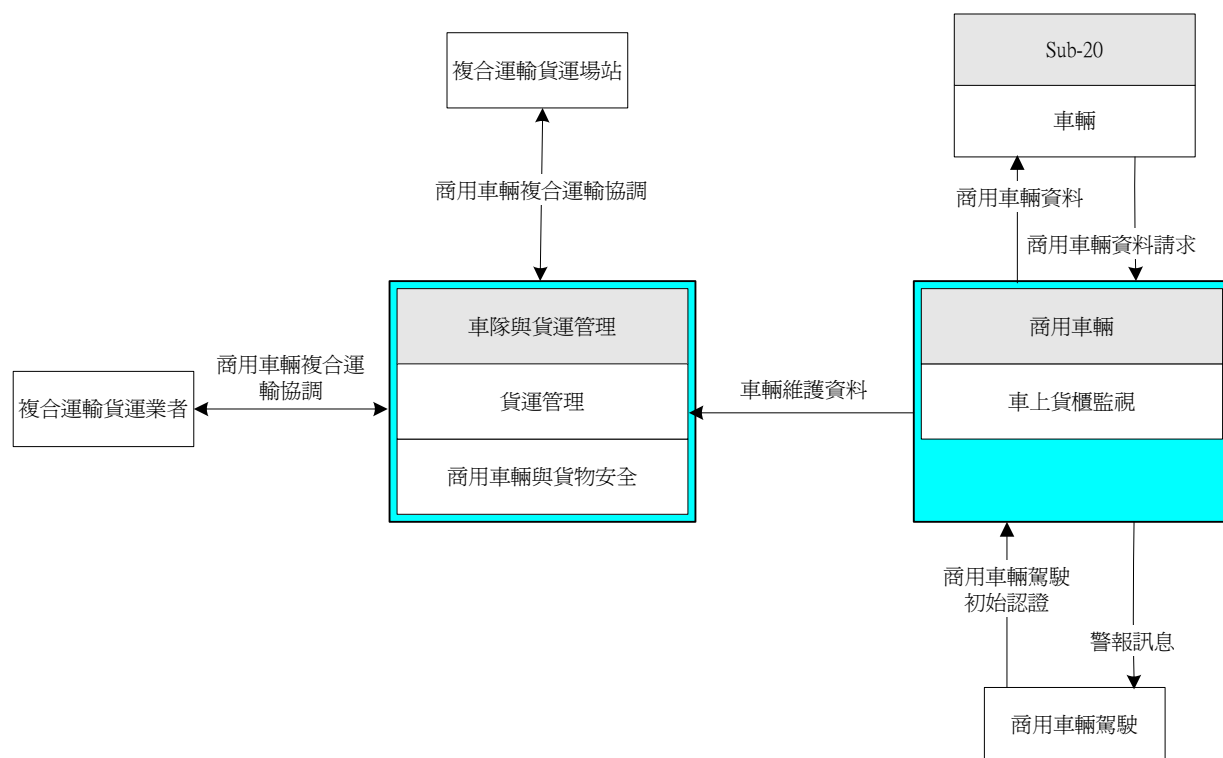 Sub-20
複合運輸貨運場站
車輛
商用車輛複合運輸協調
商用車輛資料
商用車輛資料請求
車隊與貨運管理
商用車輛
商用車輛複合運
輸協調
車輛維護資料
複合運輸貨運業者
貨運管理
車上貨櫃監視
商用車輛與貨物安全
商用車輛駕駛
初始認證
警報訊息
商用車輛駕駛